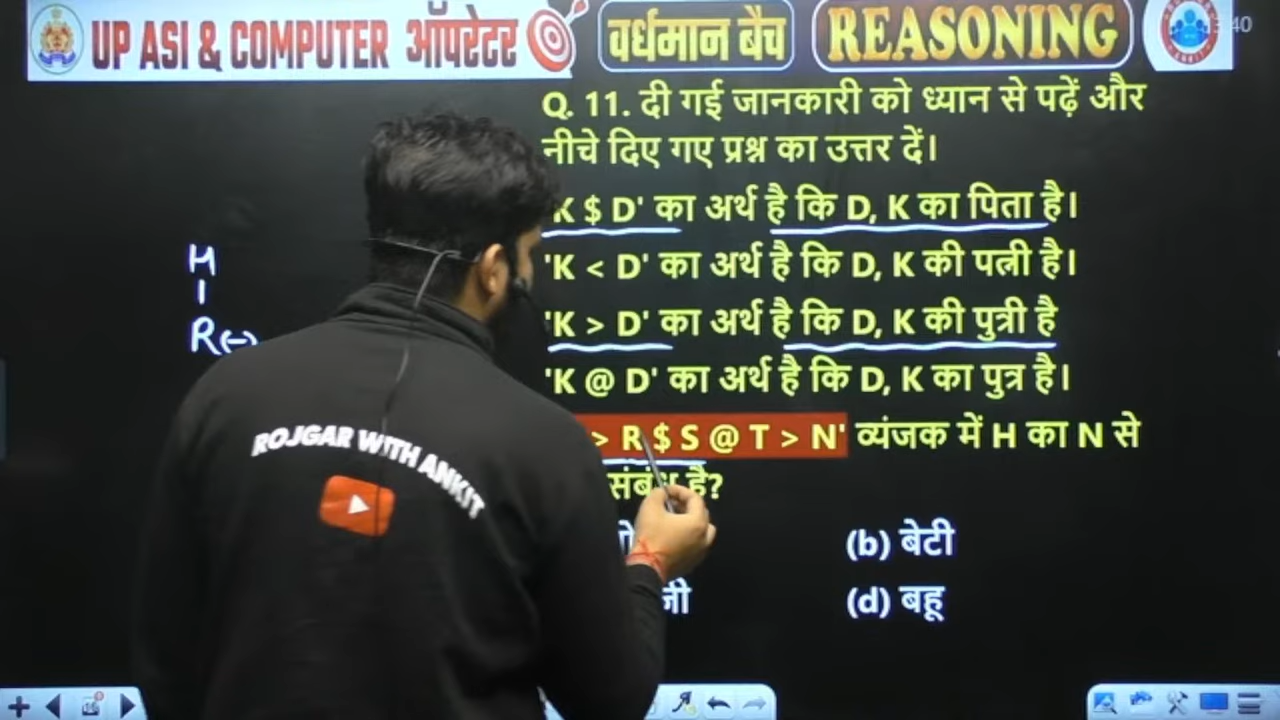 UP ASI & COMPUTER ऑपरेटर
वर्धमान बैच
REASONING
40
Q. 11. दी गई जानकारी को ध्यान से पढ़ें और
नीचे दिए गए प्रश्न का उत्तर दें।
'K $ D' का अर्थ है कि D, K का पिता है।
'K < D' का अर्थ है कि D, K की पत्नी है।
'K > D' का अर्थ है कि D, K की पुत्री है
'K @ D' का अर्थ है कि D, K का पुत्र है।
> R $ S @ T > N' व्यंजक में H का N से
संबंध है?
(b) बेटी
(d) बहू
H
R
ROJGAR WITH ANKIT